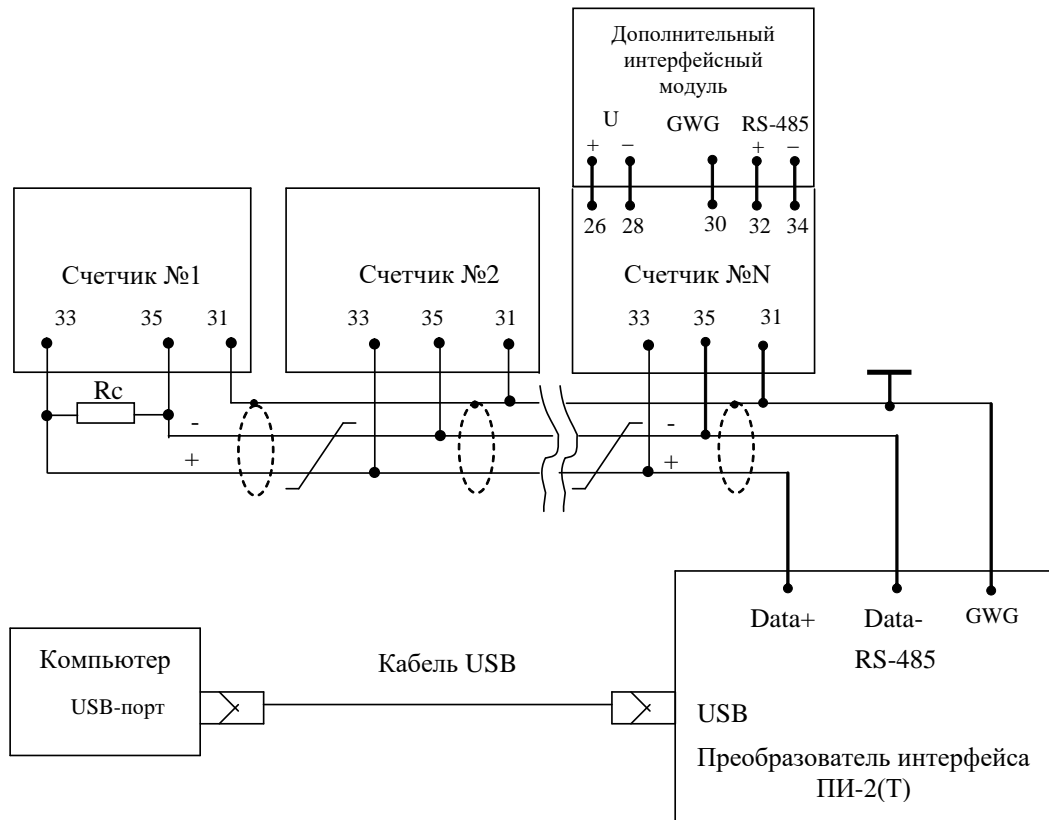 Дополнительный
интерфейсный
модуль
U GWG RS-485
+ − + −
26 28 30 32 34
Счетчик №1 Счетчик №2 Счетчик №N
33 35 31 33 35 31 33 35 31
Rc
- -
+ +
Data+ Data- GWG
RS-485
Компьютер
USB-порт
Кабель USB
USB
Преобразователь интерфейса
ПИ-2(Т)